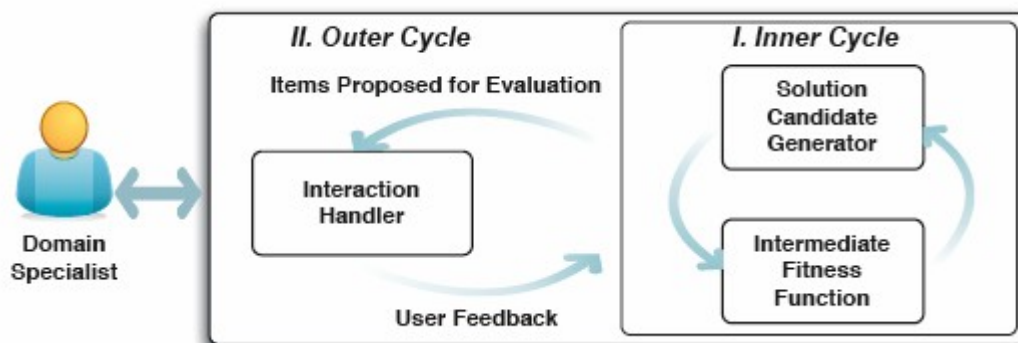 II. Outer Cycle
I. Inner Cycle
Items Proposed for Evaluation
Solution
Candidate
Generator
Interaction
Handler
Domain
Specialist
Intermediate
Fitness
Function
User Feedback